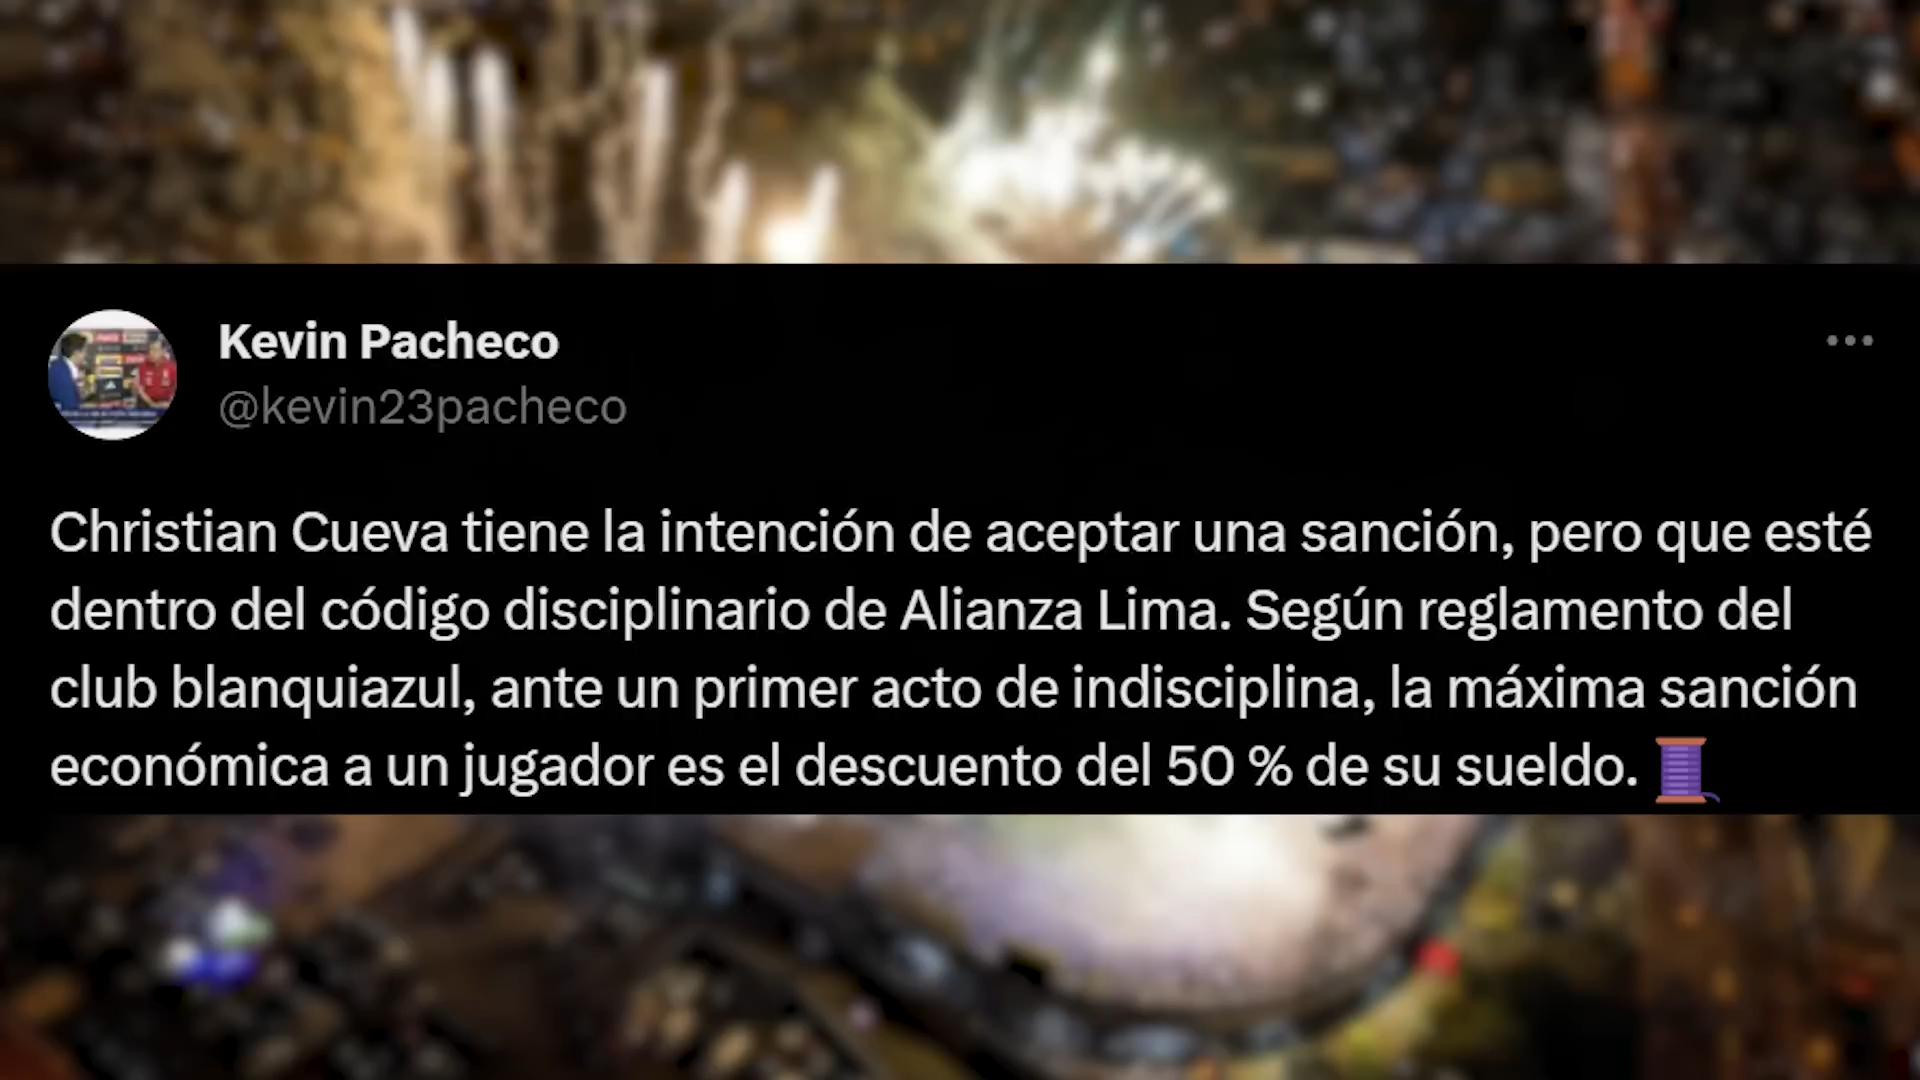 Kevin Pacheco
@kevin23pacheco
Christian Cueva tiene la intención de aceptar una sanción, pero que esté
dentro del código disciplinario de Alianza Lima. Según reglamento del
club blanquiazul, ante un primer acto de indisciplina, la máxima sanción
económica a un jugador es el descuento del 50 % de su sueldo. 🧵